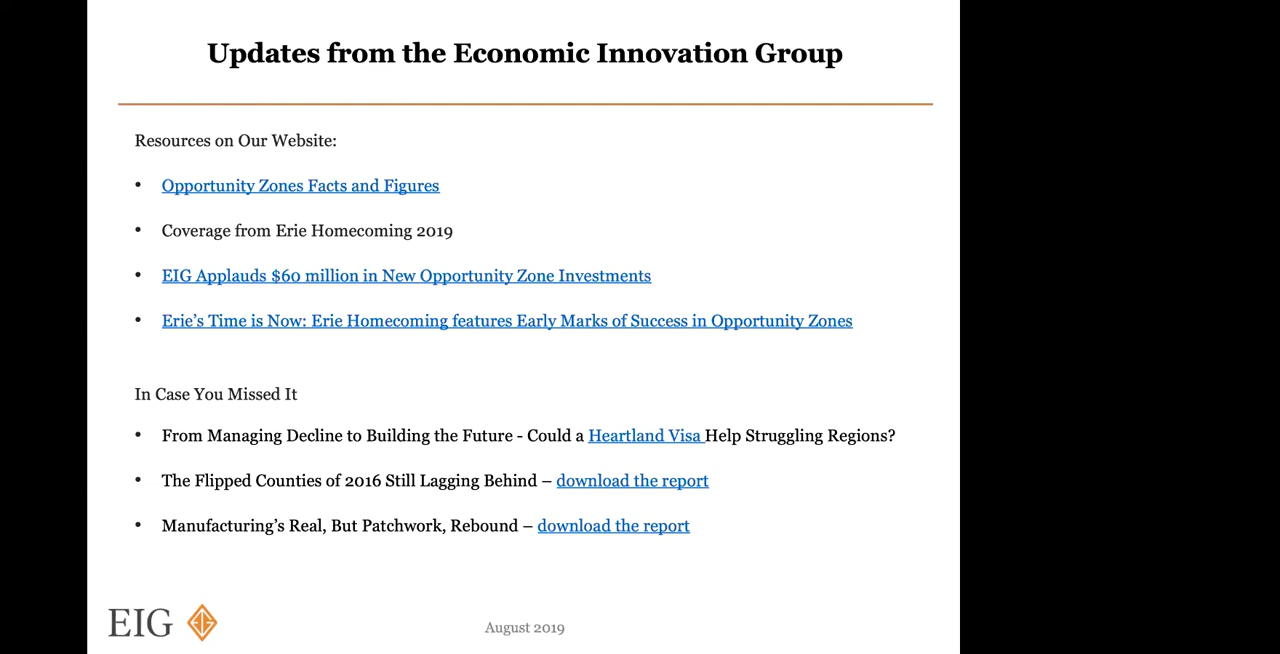 Updates from the Economic Innovation Group
Resources on Our Website:
• Opportunity Zones Facts and Figures
• Coverage from Erie Homecoming 2019
• EIG Applauds $60 million in New Opportunity Zone Investments
• Erie’s Time is Now: Erie Homecoming features Early Marks of Success in Opportunity Zones
In Case You Missed It
• From Managing Decline to Building the Future - Could a Heartland Visa Help Struggling Regions?
• The Flipped Counties of 2016 Still Lagging Behind – download the report
• Manufacturing’s Real, But Patchwork, Rebound – download the report
EIG
August 2019